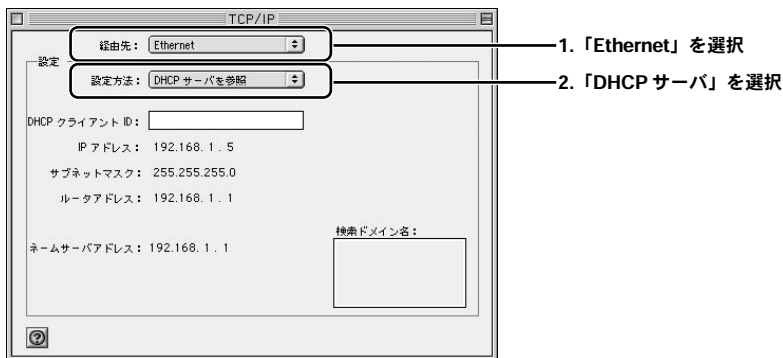 TCP/IP
経由先： Ethernet
1.「Ethernet」を選択
設定
設定方法： DHCP サーバを参照
2.「DHCP サーバ」を選択
DHCP クライアント ID：
IP アドレス： 192.168. 1 . 5
サブネットマスク： 255.255.255.0
ルータアドレス： 192.168. 1 . 1
検索ドメイン名：
ネームサーバアドレス： 192.168. 1 . 1
?